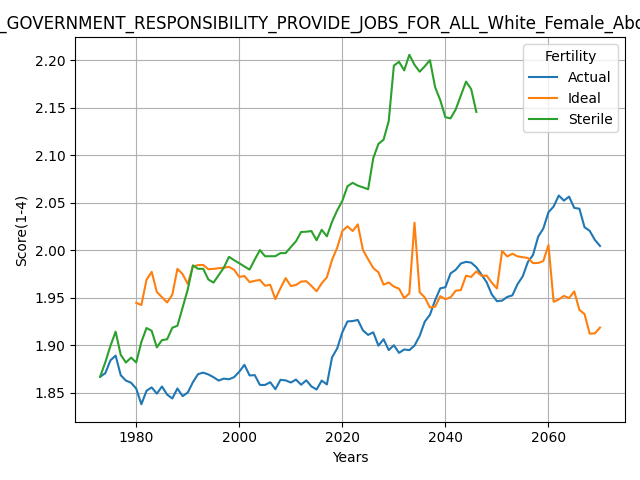 _GOVERNMENT_RESPONSIBILITY_PROVIDE_JOBS_FOR_ALL_White_Female_Abo
Fertility
Actual
Ideal
Sterile
Score(1-4)
2.20
2.15
2.10
2.05
2.00
1.95
1.90
1.85
1980
2000
2020
2040
2060
Years